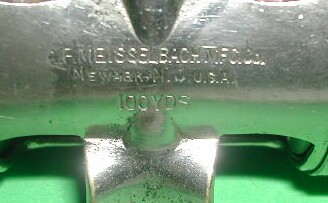 A.F. MEISSELBACH MFG. CO.
NEWARK N.J. U.S.A.
100YDS